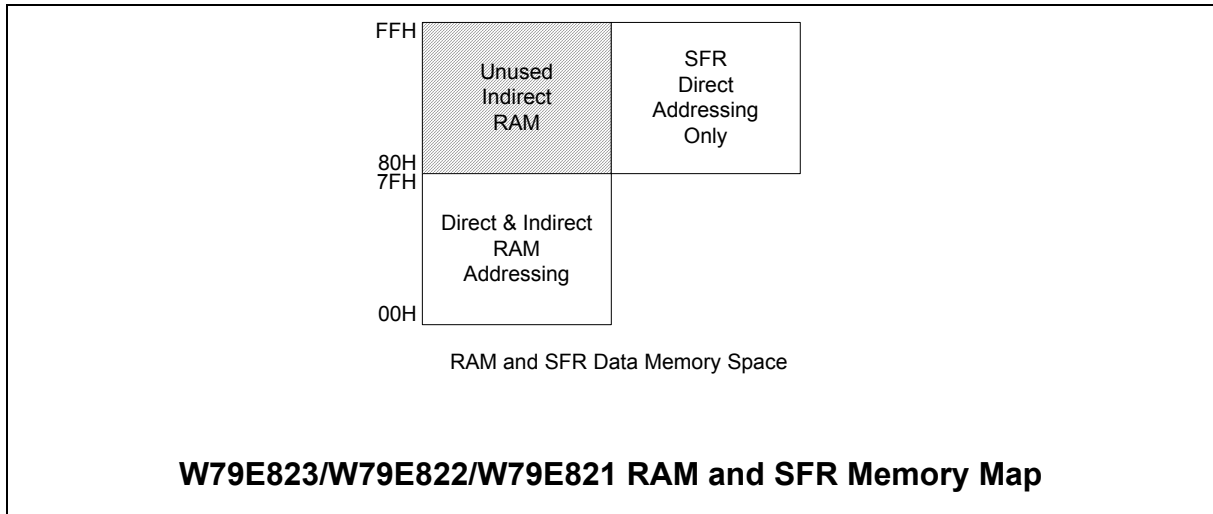 FFH
Unused
Indirect
RAM
SFR
Direct
Addressing
Only
80H
7FH
Direct & Indirect
RAM
Addressing
00H
RAM and SFR Data Memory Space
W79E823/W79E822/W79E821 RAM and SFR Memory Map